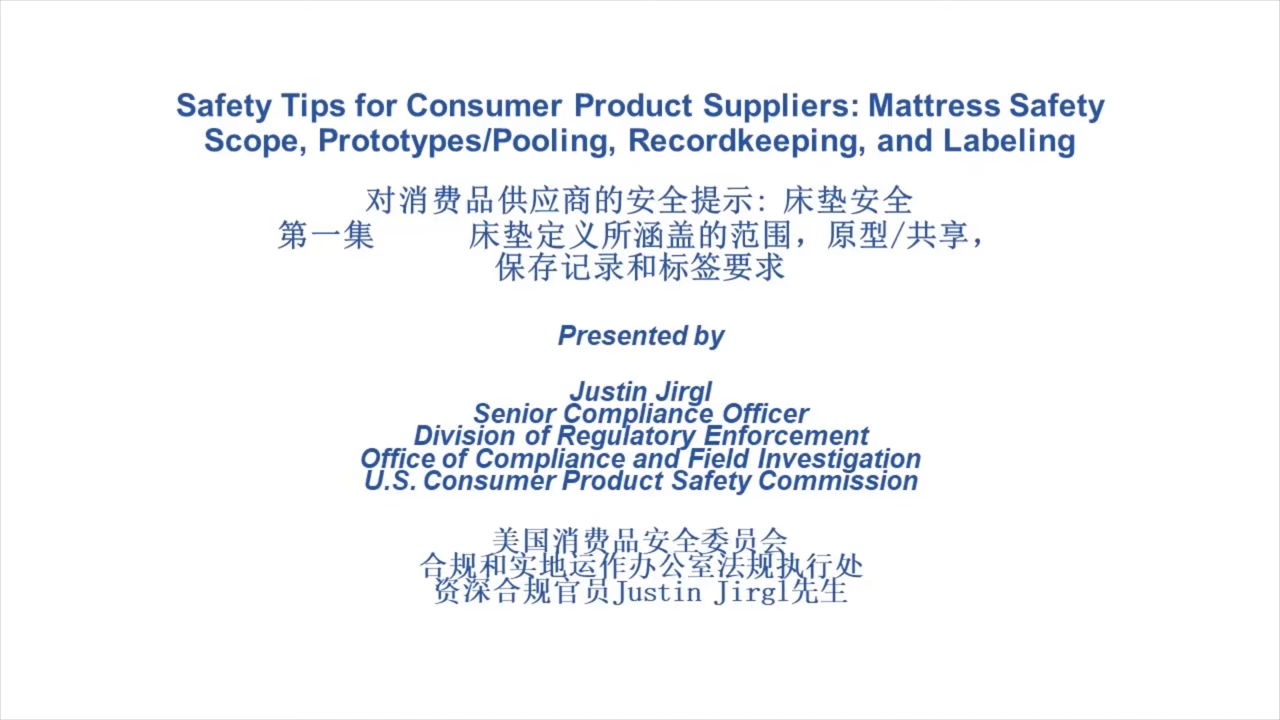 Safety Tips for Consumer Product Suppliers: Mattress Safety
Scope, Prototypes/Pooling, Recordkeeping, and Labeling
对消费品供应商的安全提示: 床垫安全
第一集 床垫定义所涵盖的范围，原型/共享，
保存记录和标签要求
Presented by
Justin Jirgl
Senior Compliance Officer
Division of Regulatory Enforcement
Office of Compliance and Field Investigation
U.S. Consumer Product Safety Commission
美国消费品安全委员会
合规和实地运作办公室法规执行处
资深合规官员Justin Jirgl先生